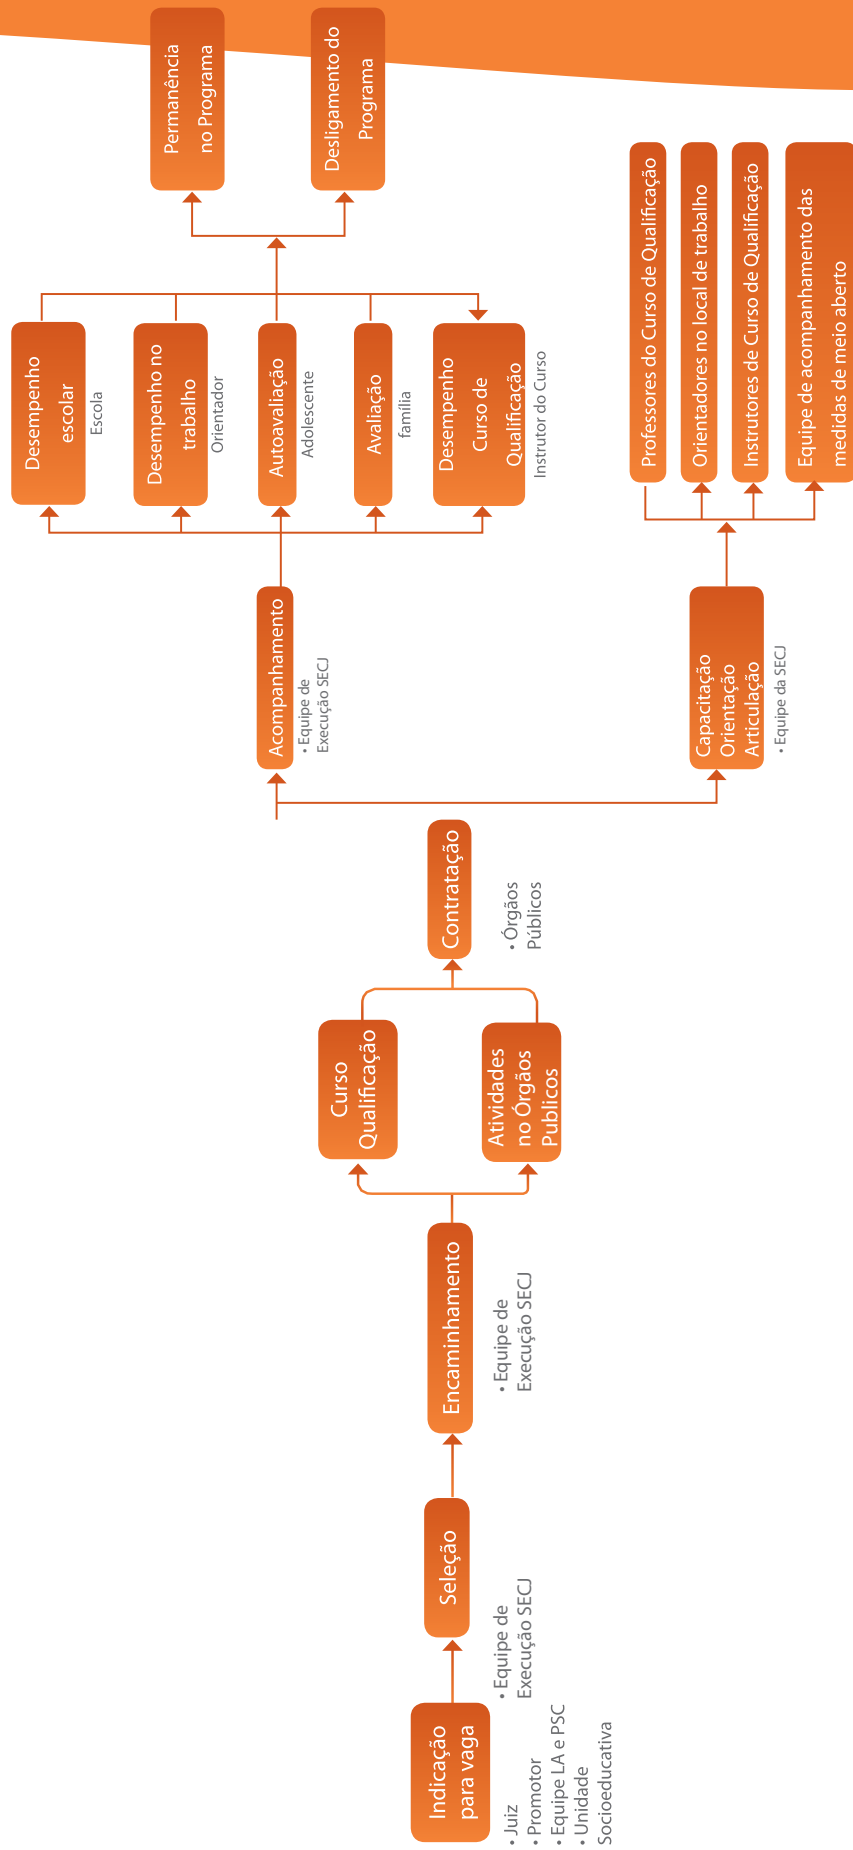 Indicação
para vaga
• Juiz
• Promotor
• Equipe LA e PSC
• Unidade
Socioeducativa
Seleção
• Equipe de
Execução SECJ
Encaminhamento
• Equipe de
Execução SECJ
Curso
Qualificação
Atividades
no Órgãos
Publicos
Contratação
• Órgãos
Públicos
Acompanhamento
• Equipe de
Execução SECJ
Capacitação
Orientação
Articulação
• Equipe da SECJ
Desempenho
escolar
Escola
Desempenho no
trabalho
Orientador
Autoavaliação
Adolescente
Avaliação
família
Desempenho
Curso de
Qualificação
Instrutor do Curso
Professores do Curso de Qualificação
Orientadores no local de trabalho
Instrutores de Curso de Qualificação
Equipe de acompanhamento das
medidas de meio aberto
Permanência
no Programa
Desligamento do
Programa